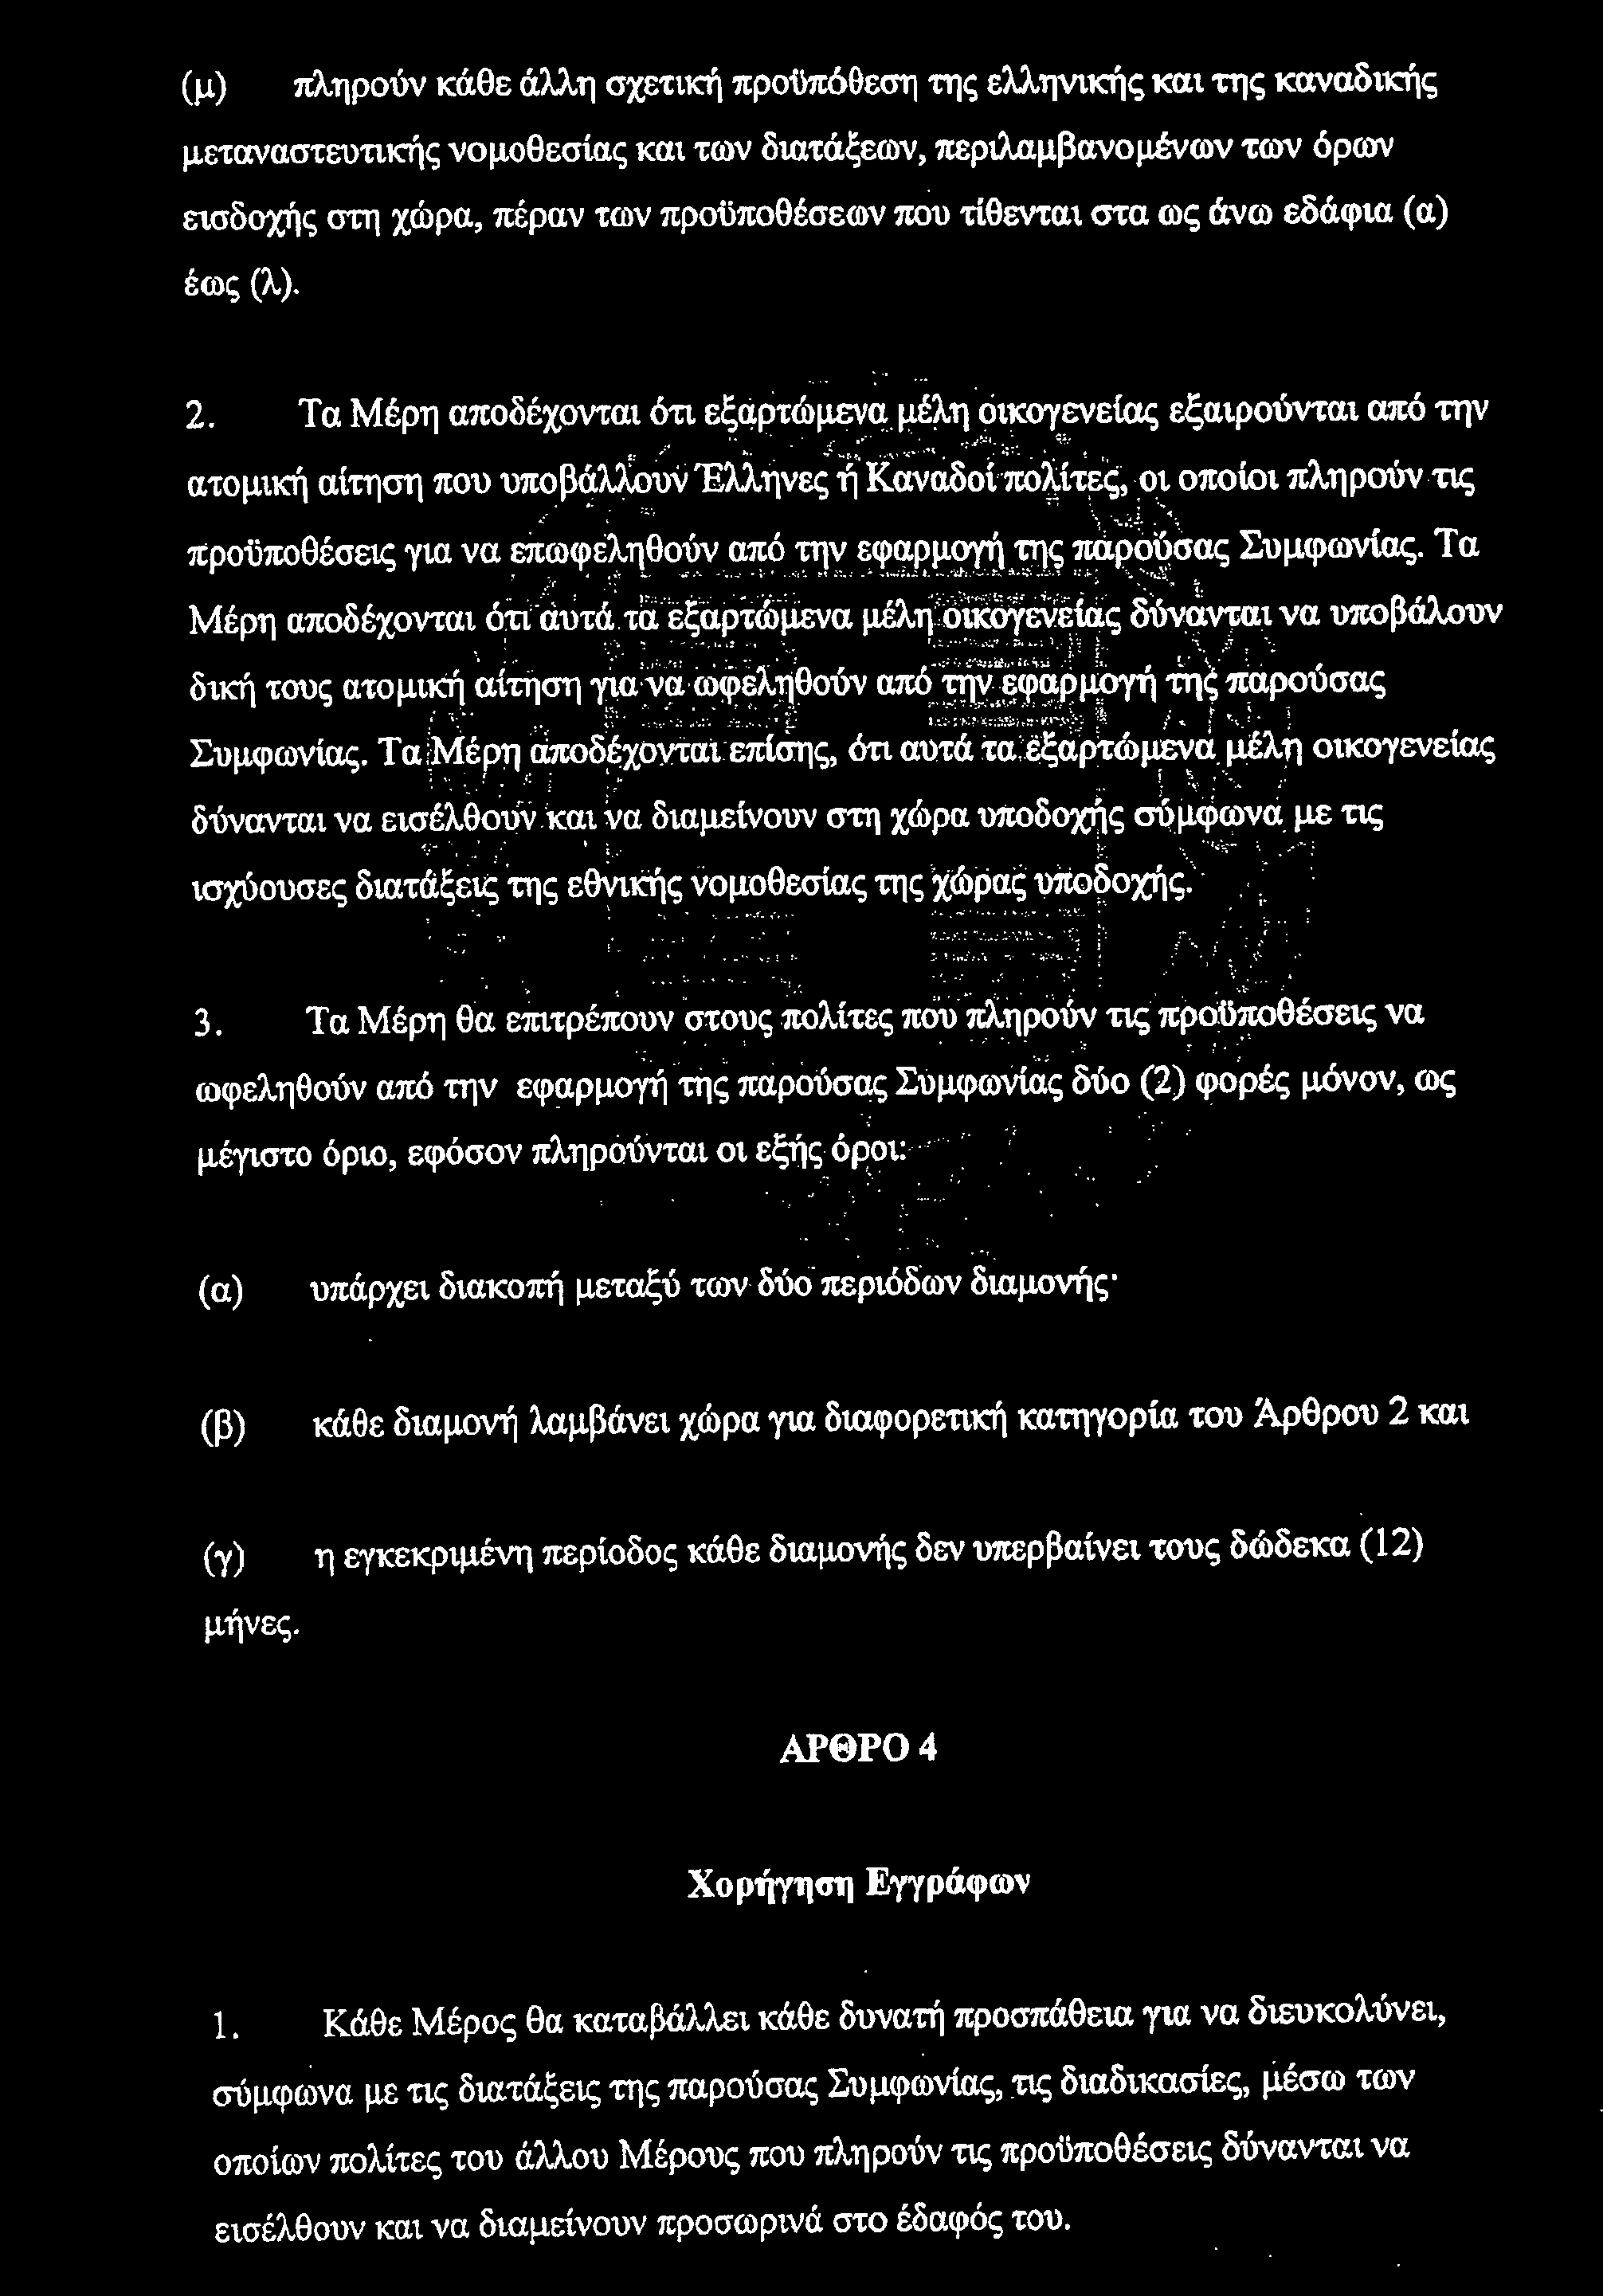 (μ) πληρούν κάθε άλλη σχετική προϋπόθεση της ελληνικής και της καναδικής
μεταναστευτικής νομοθεσίας και των διατάξεων, περιλαμβανομένων των όρων
εισδοχής στη χώρα, πέραν των προϋποθέσεων που τίθενται στα ως άνω εδάφια (α)
έως (λ).
2. Τα Μέρη αποδέχονται ότι εξαρτώμενα μέλη οικογενείας εξαιρούνται από την
ατομική αίτηση που υποβάλλουν Έλληνες ή Καναδοί πολίτες, οι οποίοι πληρούν τις
προϋποθέσεις για να επωφεληθούν από την εφαρμογή της παρούσας Συμφωνίας. Τα
Μέρη αποδέχονται ότι αυτά τα εξαρτώμενα μέλη οικογενείας δύνανται να υποβάλουν
δική τους ατομική αίτηση για να ωφεληθούν από την εφαρμογή της παρούσας
Συμφωνίας. Τα Μέρη αποδέχονται επίσης, ότι αυτά τα εξαρτώμενα μέλη οικογενείας
δύνανται να εισέλθουν και να διαμείνουν στη χώρα υποδοχής σύμφωνα με τις
ισχύουσες διατάξεις της εθνικής νομοθεσίας της χώρας υποδοχής.
3. Τα Μέρη θα επιτρέπουν στους πολίτες που πληρούν τις προϋποθέσεις να
ωφεληθούν από την εφαρμογή της παρούσας Συμφωνίας δύο (2) φορές μόνον, ως
μέγιστο όριο, εφόσον πληρούνται οι εξής όροι:
(α) υπάρχει διακοπή μεταξύ των δύο περιόδων διαμονής·
(β) κάθε διαμονή λαμβάνει χώρα για διαφορετική κατηγορία του Άρθρου 2 και
(γ) η εγκεκριμένη περίοδος κάθε διαμονής δεν υπερβαίνει τους δώδεκα (12)
μήνες.
ΑΡΘΡΟ 4
Χορήγηση Εγγράφων
1. Κάθε Μέρος θα καταβάλλει κάθε δυνατή προσπάθεια για να διευκολύνει,
σύμφωνα με τις διατάξεις της παρούσας Συμφωνίας, τις διαδικασίες, μέσω των
οποίων πολίτες του άλλου Μέρους που πληρούν τις προϋποθέσεις δύνανται να
εισέλθουν και να διαμείνουν προσωρινά στο έδαφός του.